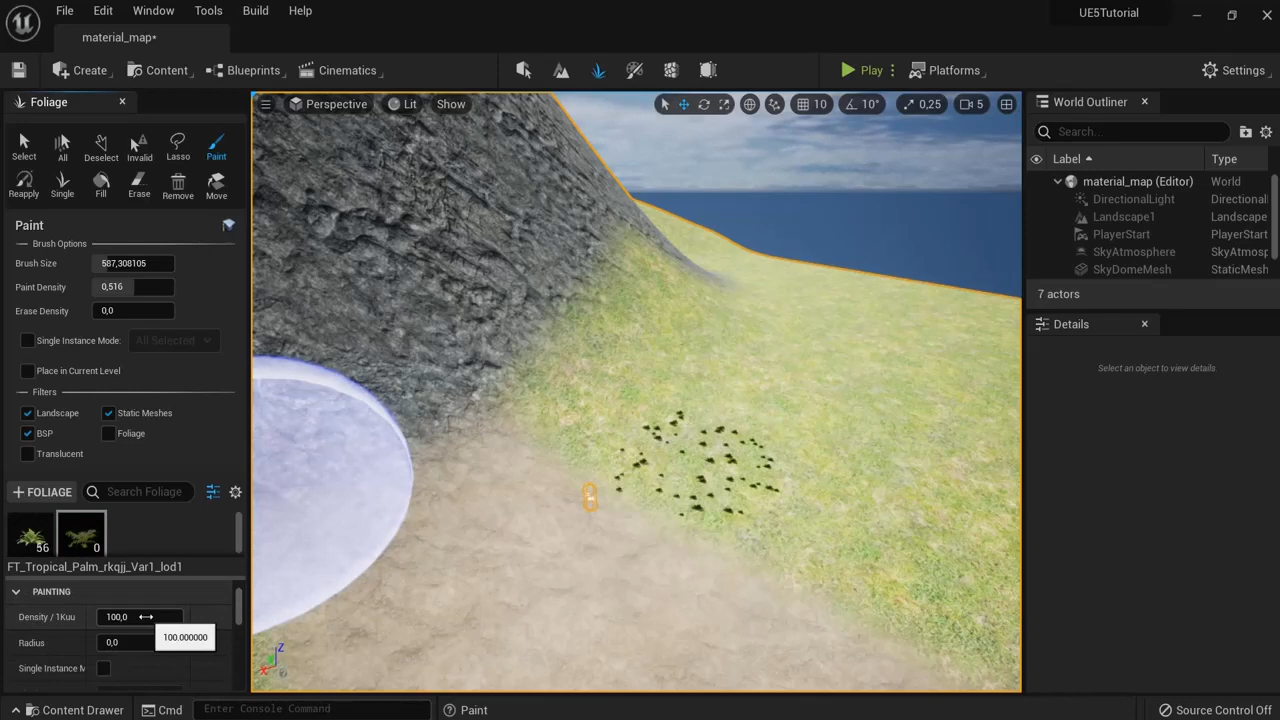 File Edit Window Tools Build Help
UE5Tutorial
material_map*
Create Content Blueprints Cinematics Play Platforms Settings
Foliage
Select All Deselect Invalid Lasso Paint
Reapply Single Fill Erase Remove Move
Paint
Brush Options
Brush Size 587,308105
Paint Density 0,516
Erase Density 0,0
Single Instance Mode: All Selected
Place in Current Level
Filters
Landscape Static Meshes
BSP Foliage
Translucent
+ FOLIAGE Search Foliage
56 0
FT_Tropical_Palm_rkqjj_Var1_lod1
PAINTING
Density / 1Kuu 100,0
100.000000
Radius 0,0
Single Instance M
Perspective Lit Show 10 10° 0,25 5
Z
X
World Outliner
Search...
Label Type
material_map (Editor) World
DirectionalLight Directional
Landscape1 Landscape
PlayerStart PlayerStart
SkyAtmosphere SkyAtmos
SkyDomeMesh StaticMes
7 actors
Details
Select an object to view details.
Content Drawer Cmd Enter Console Command Paint Source Control Off